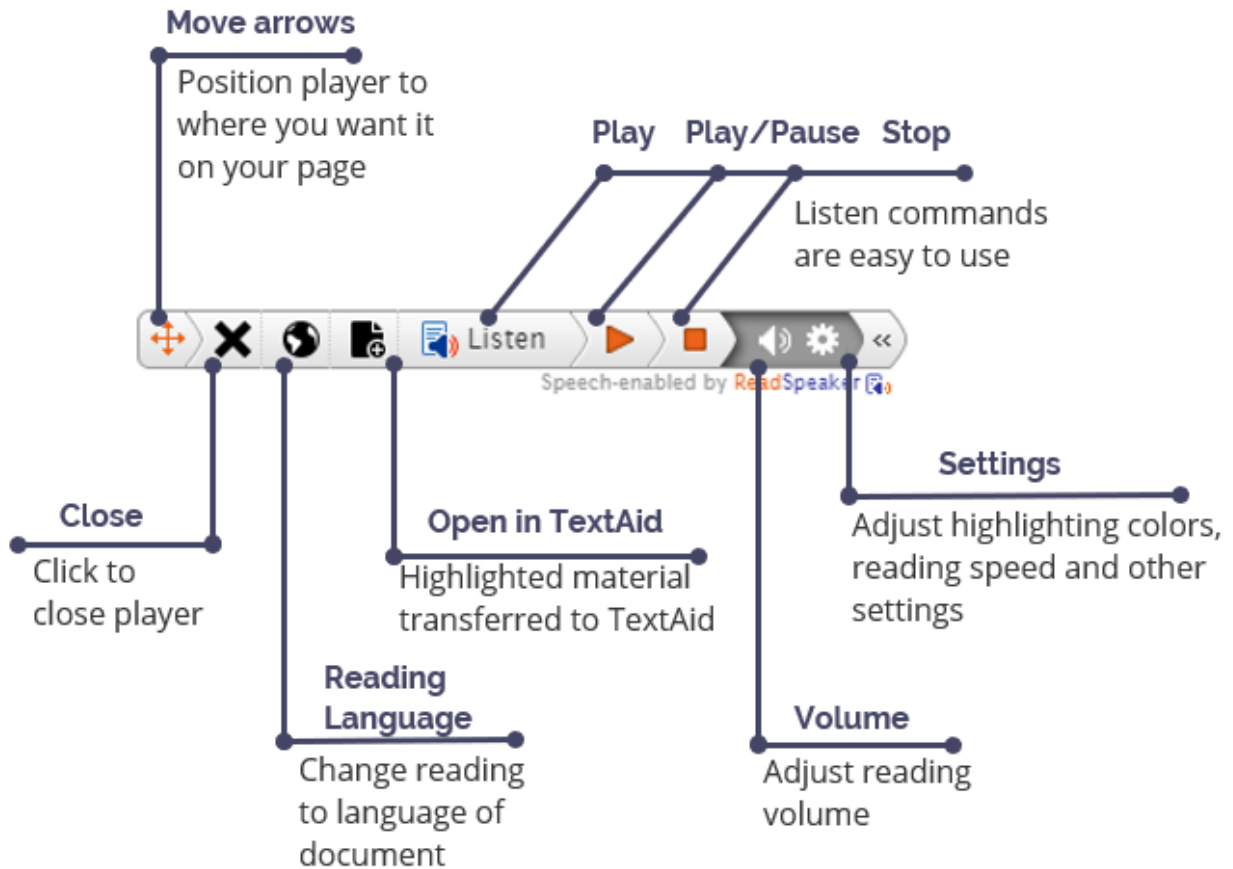 Move arrows
Position player to
where you want it
on your page
Play Play/Pause Stop
Listen commands
are easy to use
Listen «
Speech-enabled by ReadSpeaker
Close
Click to
close player
Open in TextAid
Highlighted material
transferred to TextAid
Settings
Adjust highlighting colors,
reading speed and other
settings
Reading
Language
Change reading
to language of
document
Volume
Adjust reading
volume